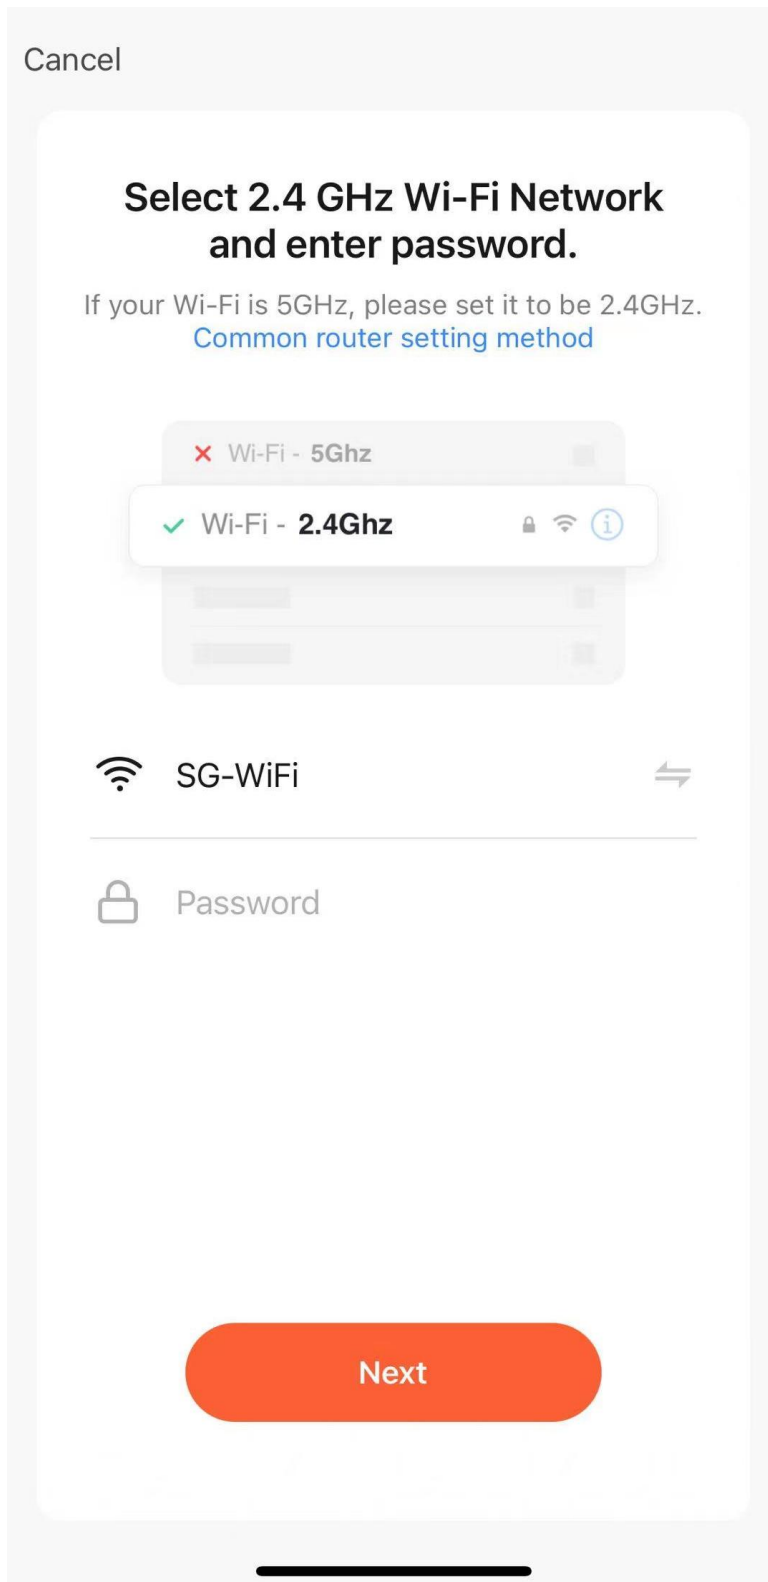 Cancel
Select 2.4 GHz Wi-Fi Network
and enter password.
If your Wi-Fi is 5GHz, please set it to be 2.4GHz.
Common router setting method
Wi-Fi - 5Ghz
Wi-Fi - 2.4Ghz
SG-WiFi
Password
Next